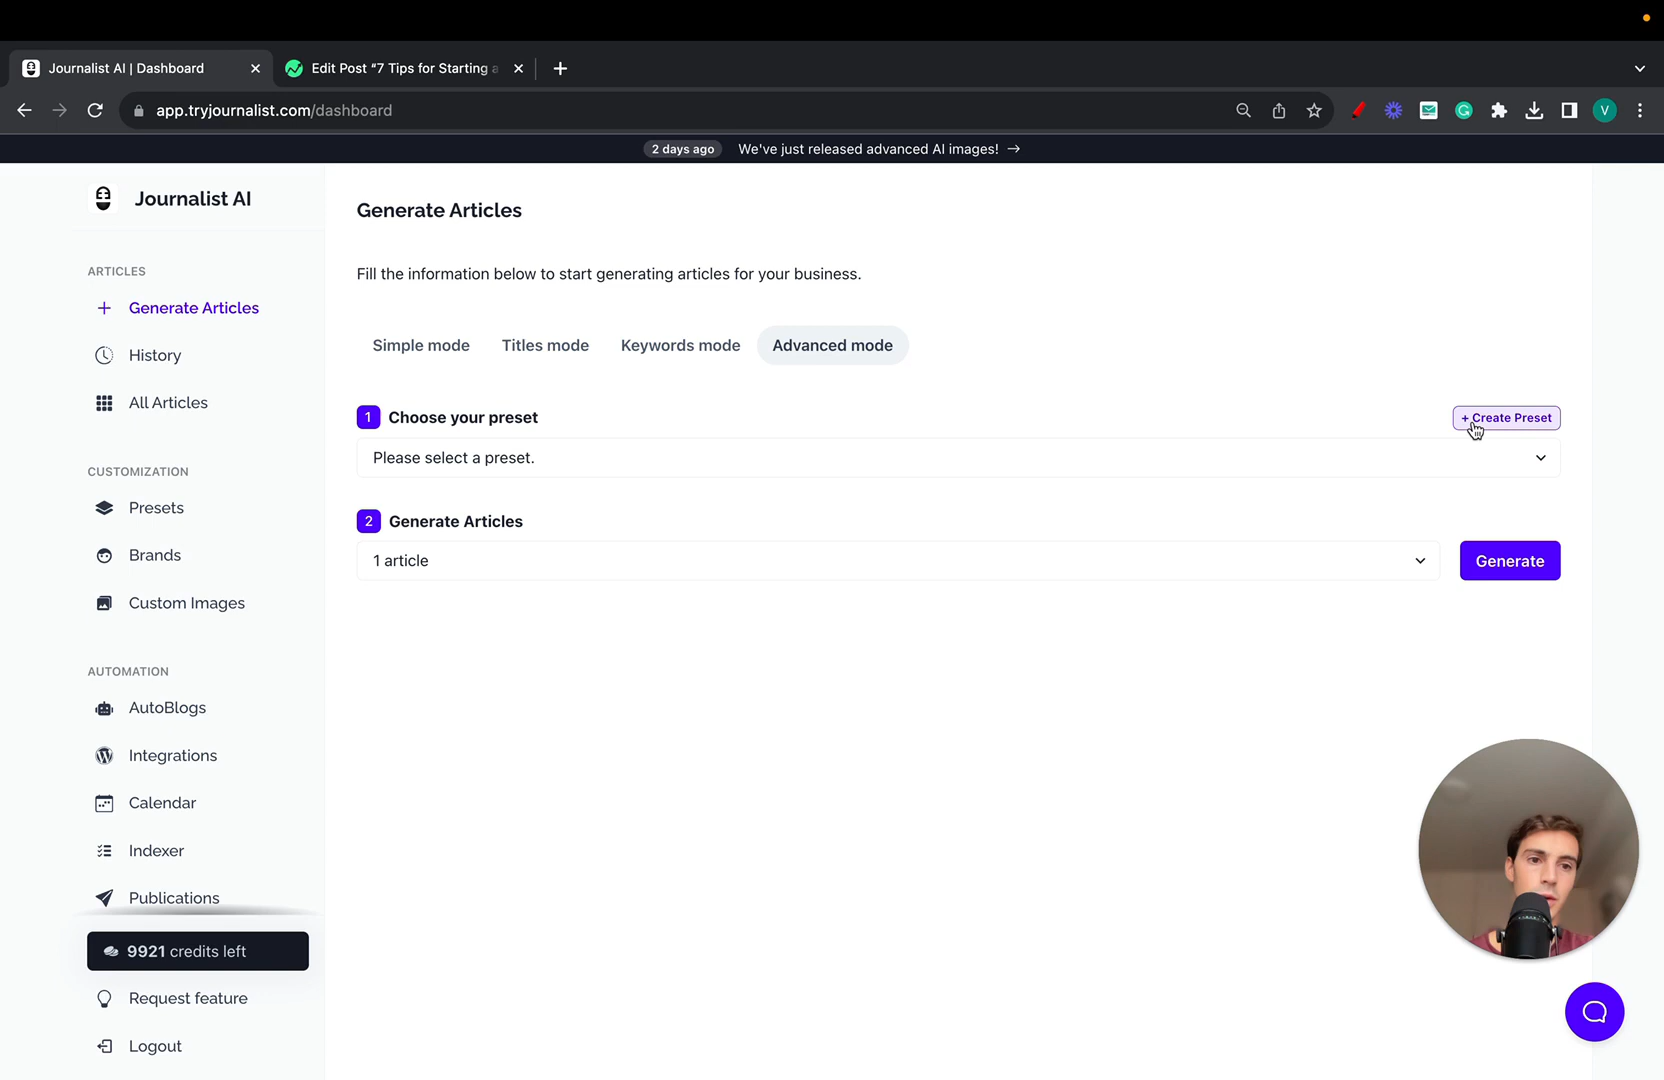 Journalist AI | Dashboard
Edit Post “7 Tips for Starting a
app.tryjournalist.com/dashboard
V
2 days ago We've just released advanced AI images! →
Journalist AI
Generate Articles
Fill the information below to start generating articles for your business.
ARTICLES
Generate Articles
History
All Articles
Simple mode Titles mode Keywords mode Advanced mode
1 Choose your preset
+ Create Preset
Please select a preset.
CUSTOMIZATION
Presets
Brands
Custom Images
2 Generate Articles
1 article
Generate
AUTOMATION
AutoBlogs
Integrations
Calendar
Indexer
Publications
9921 credits left
Request feature
Logout